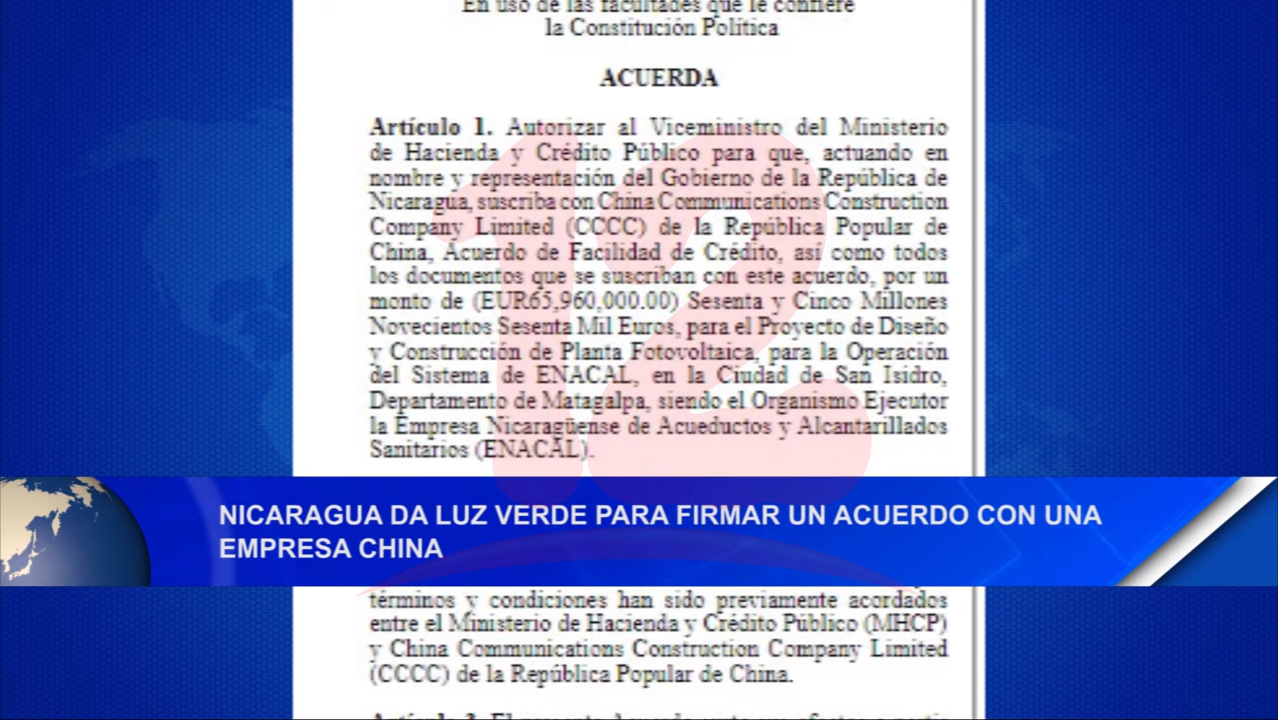 En uso de las facultades que le confiere
la Constitución Política
ACUERDA
Artículo 1. Autorizar al Viceministro del Ministerio
de Hacienda y Crédito Público para que, actuando en
nombre y representación del Gobierno de la República de
Nicaragua, suscriba con China Communications Construction
Company Limited (CCCC) de la República Popular de
China, Acuerdo de Facilidad de Crédito, así como todos
los documentos que se suscriban con este acuerdo, por un
monto de (EUR65,960,000.00) Sesenta y Cinco Millones
Novecientos Sesenta Mil Euros, para el Proyecto de Diseño
y Construcción de Planta Fotovoltaica, para la Operación
del Sistema de ENACAL, en la Ciudad de San Isidro,
Departamento de Matagalpa, siendo el Organismo Ejecutor
la Empresa Nicaragüense de Acueductos y Alcantarillados
Sanitarios (ENACAL).
12
NICARAGUA DA LUZ VERDE PARA FIRMAR UN ACUERDO CON UNA
EMPRESA CHINA
términos y condiciones han sido previamente acordados
entre el Ministerio de Hacienda y Crédito Público (MHCP)
y China Communications Construction Company Limited
(CCCC) de la República Popular de China.